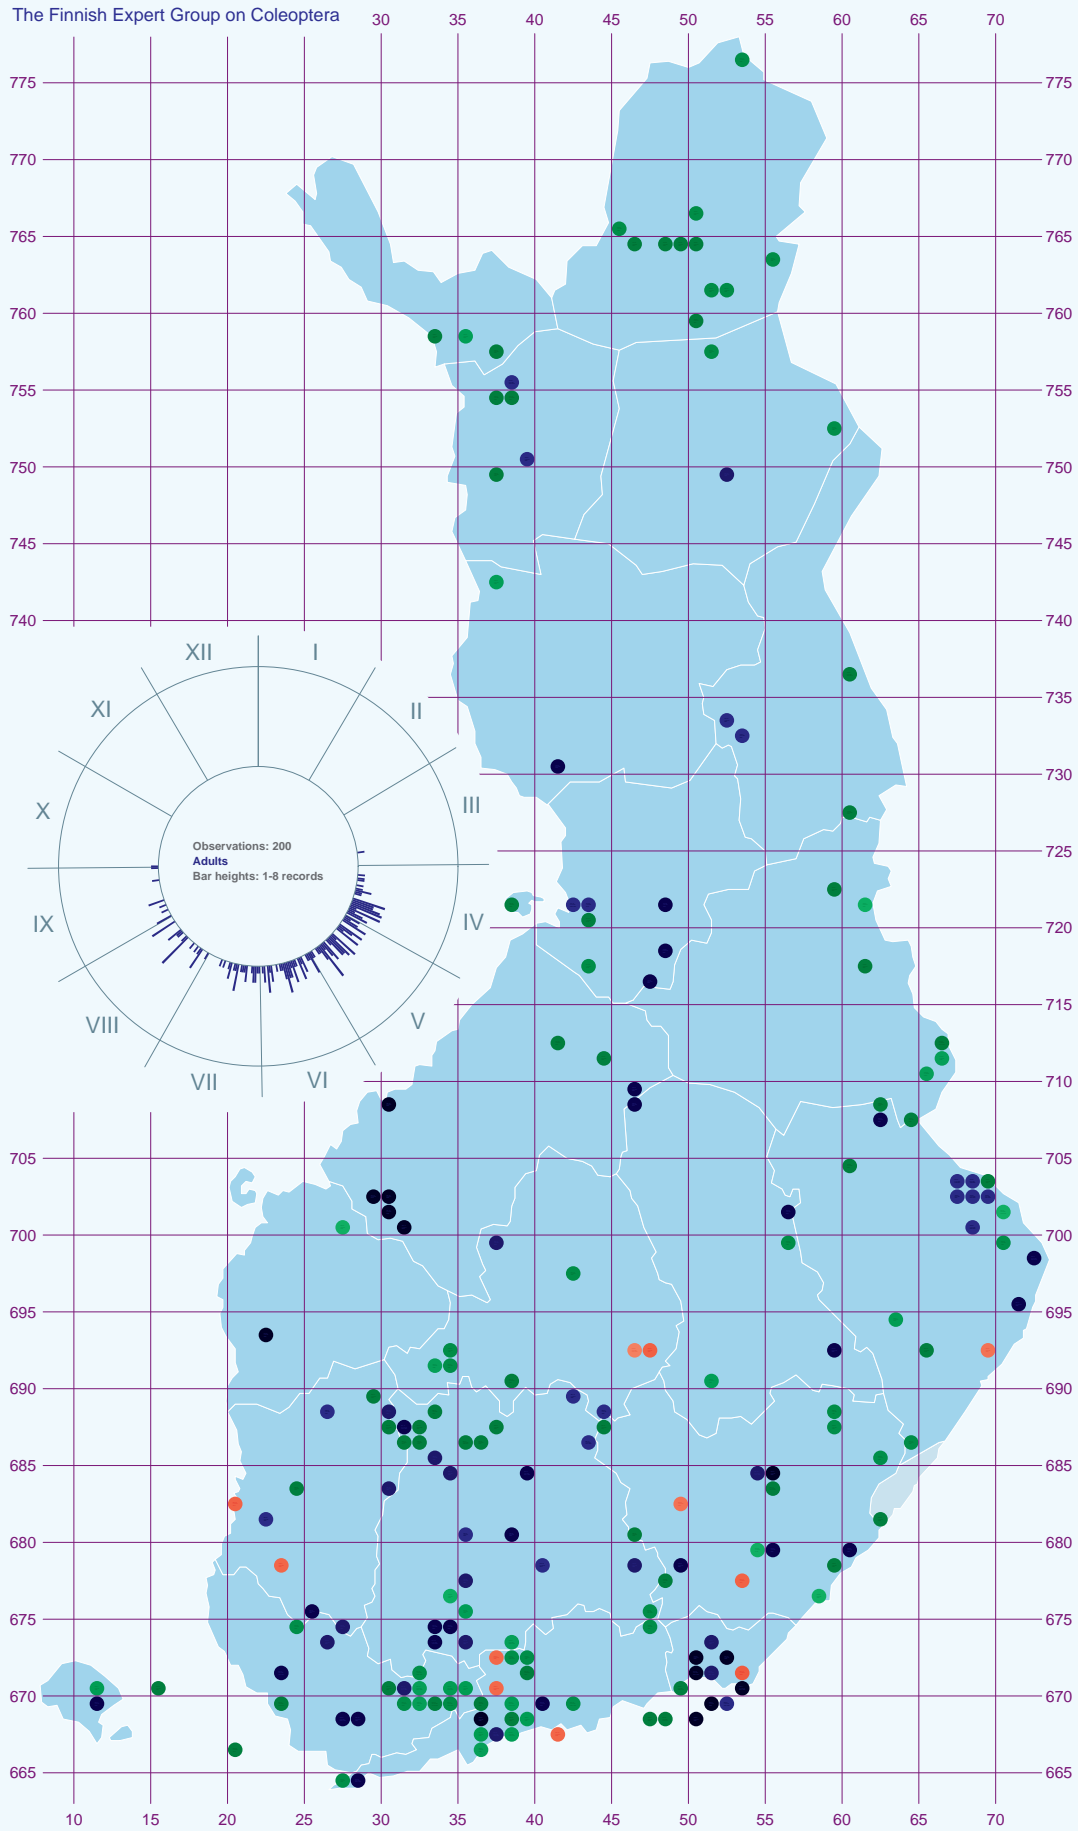 The Finnish Expert Group on Coleoptera
30 35 40 45 50 55 60 65 70
775 775
770 770
765 765
760 760
755 755
750 750
745 745
740 740
XII I
XI II
735
730
X III
Observations: 200
Adults
Bar heights: 1-8 records
725
IX IV
720
715
VIII V
VII VI
710
705 705
700 700
695 695
690 690
685 685
680 680
675 675
670 670
665 665
10 15 20 25 30 35 40 45 50 55 60 65 70